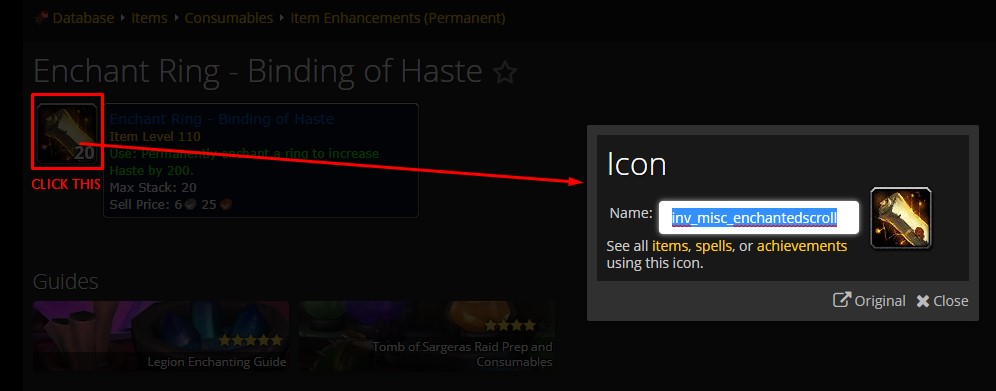 Database › Items › Consumables › Item Enhancements (Permanent)
Enchant Ring - Binding of Haste
20
CLICK THIS
Enchant Ring - Binding of Haste
Item Level 110
Use: Permanently enchant a ring to increase
Haste by 200.
Max Stack: 20
Sell Price: 6 25
Icon
Name: inv_misc_enchantedscroll
See all items, spells, or achievements
using this icon.
Original Close
Guides
Legion Enchanting Guide
Tomb of Sargeras Raid Prep and
Consumables